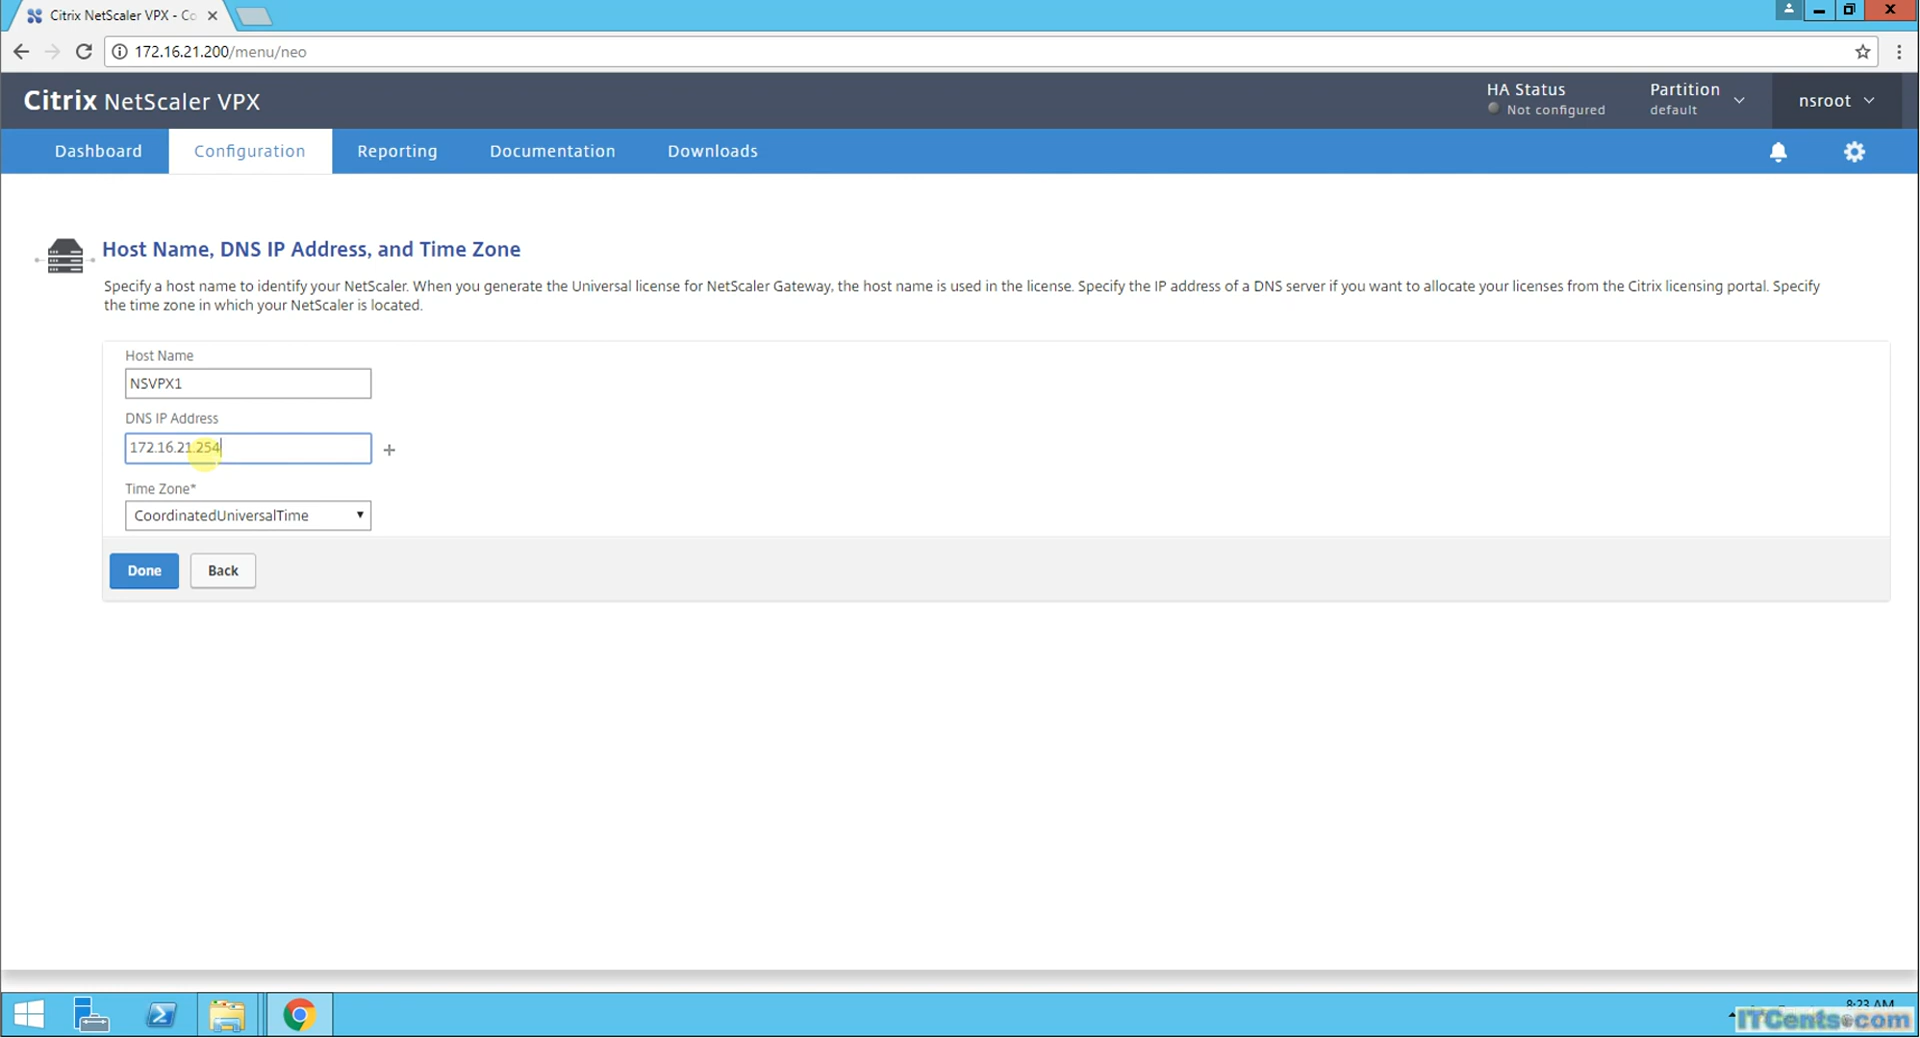 Citrix NetScaler VPX - Co
172.16.21.200/menu/neo
Citrix NetScaler VPX
HA Status
Not configured
Partition
default
nsroot
Dashboard
Configuration
Reporting
Documentation
Downloads
Host Name, DNS IP Address, and Time Zone
Specify a host name to identify your NetScaler. When you generate the Universal license for NetScaler Gateway, the host name is used in the license. Specify the IP address of a DNS server if you want to allocate your licenses from the Citrix licensing portal. Specify
the time zone in which your NetScaler is located.
Host Name
NSVPX1
DNS IP Address
172.16.21.254
+
Time Zone*
CoordinatedUniversalTime
Done
Back
8:23 AM
ITCents.com